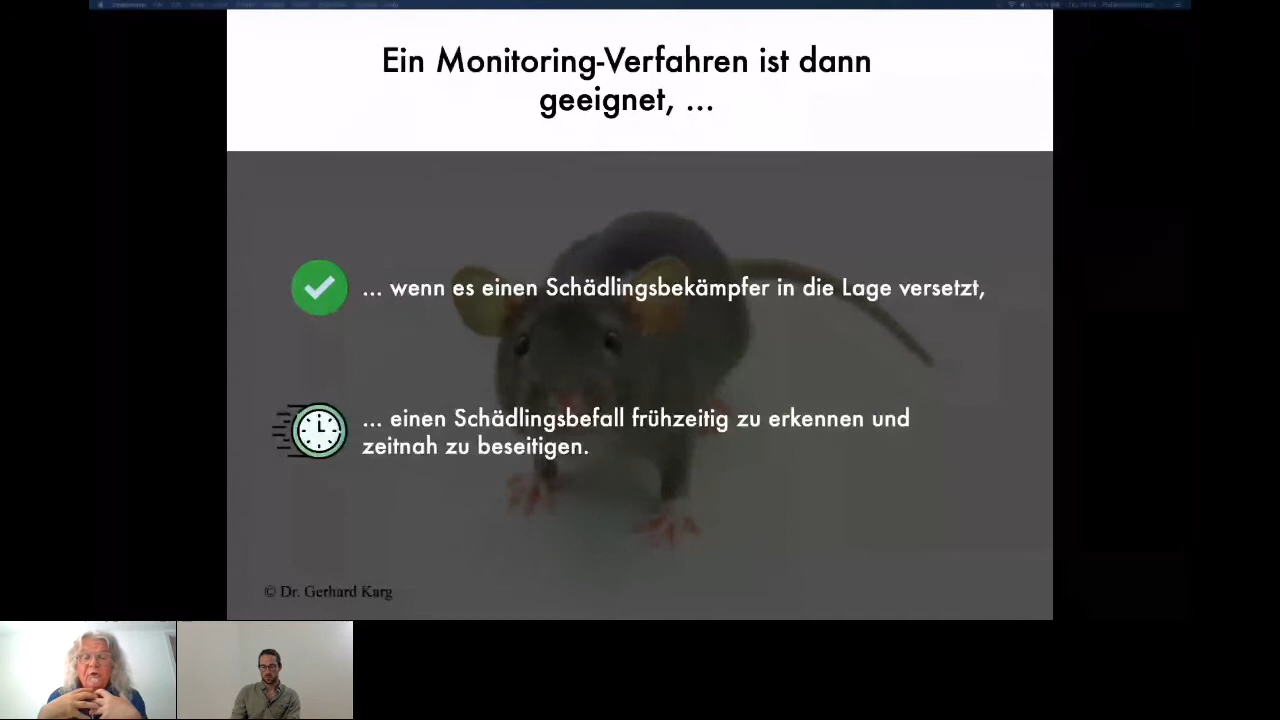 Ein Monitoring-Verfahren ist dann
geeignet, ...
... wenn es einen Schädlingsbekämpfer in die Lage versetzt,
... einen Schädlingsbefall frühzeitig zu erkennen und
zeitnah zu beseitigen.
© Dr. Gerhard Karg